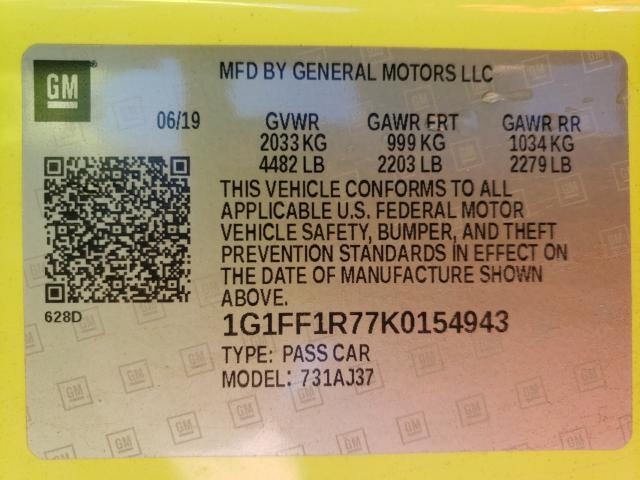 GM
MFD BY GENERAL MOTORS LLC
06/19 GVWR GAWR FRT GAWR RR
2033 KG 999 KG 1034 KG
4482 LB 2203 LB 2279 LB
THIS VEHICLE CONFORMS TO ALL
APPLICABLE U.S. FEDERAL MOTOR
VEHICLE SAFETY, BUMPER, AND THEFT
PREVENTION STANDARDS IN EFFECT ON
THE DATE OF MANUFACTURE SHOWN
ABOVE.
628D
1G1FF1R77K0154943
TYPE: PASS CAR
MODEL: 731AJ37